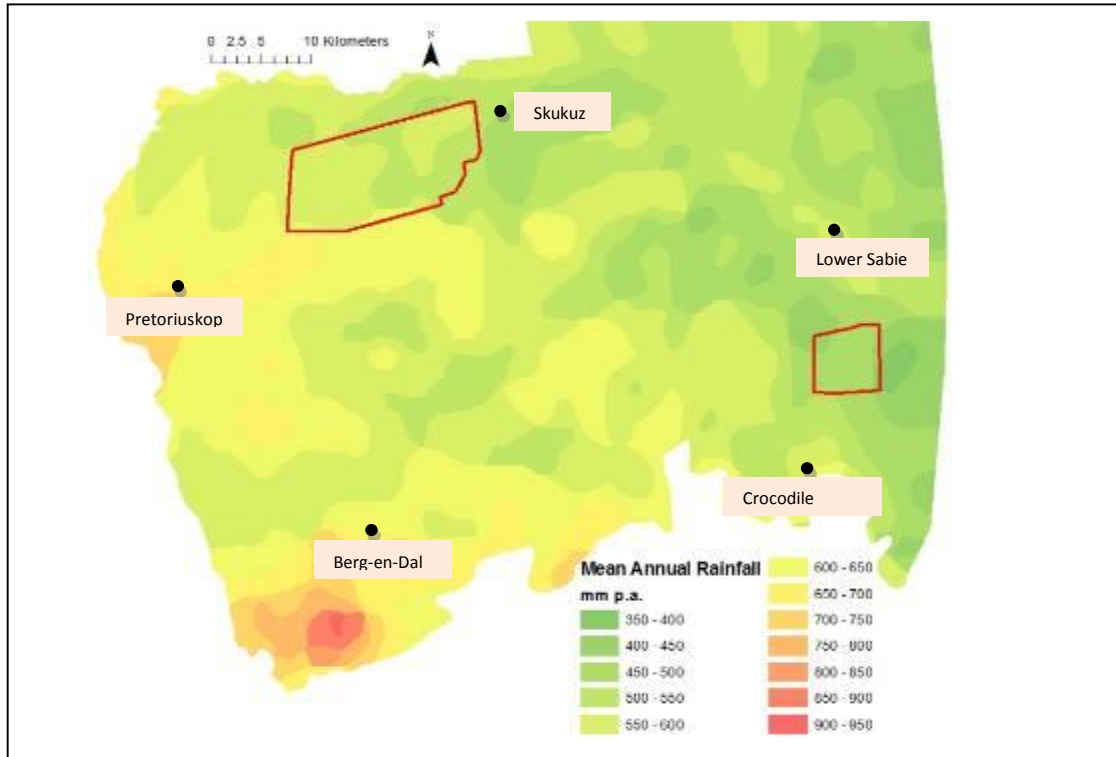 0 2.5 5 10 Kilometers
N
Skukuz
Lower Sabie
Pretoriuskop
Crocodile
Berg-en-Dal
Mean Annual Rainfall
mm p.a.
350 - 400
400 - 450
450 - 500
500 - 550
550 - 600
600 - 650
650 - 700
700 - 750
750 - 800
800 - 850
850 - 900
900 - 950